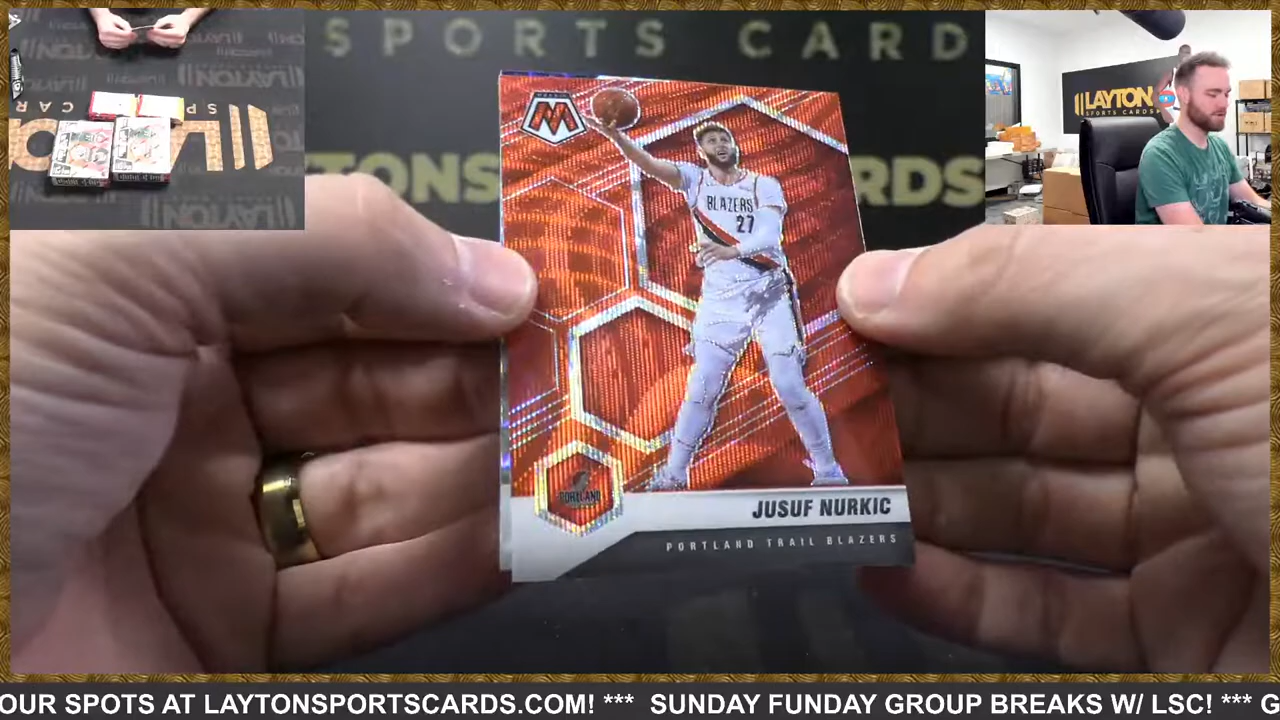 SPORTS CARD
LAYTON
SPORTS CARDS
TONS
RDS
M
BLAZERS
27
PORTLAND
JUSUF NURKIC
PORTLAND TRAIL BLAZERS
OUR SPOTS AT LAYTONSPORTSCARDS.COM! *** SUNDAY FUNDAY GROUP BREAKS W/ LSC! *** G